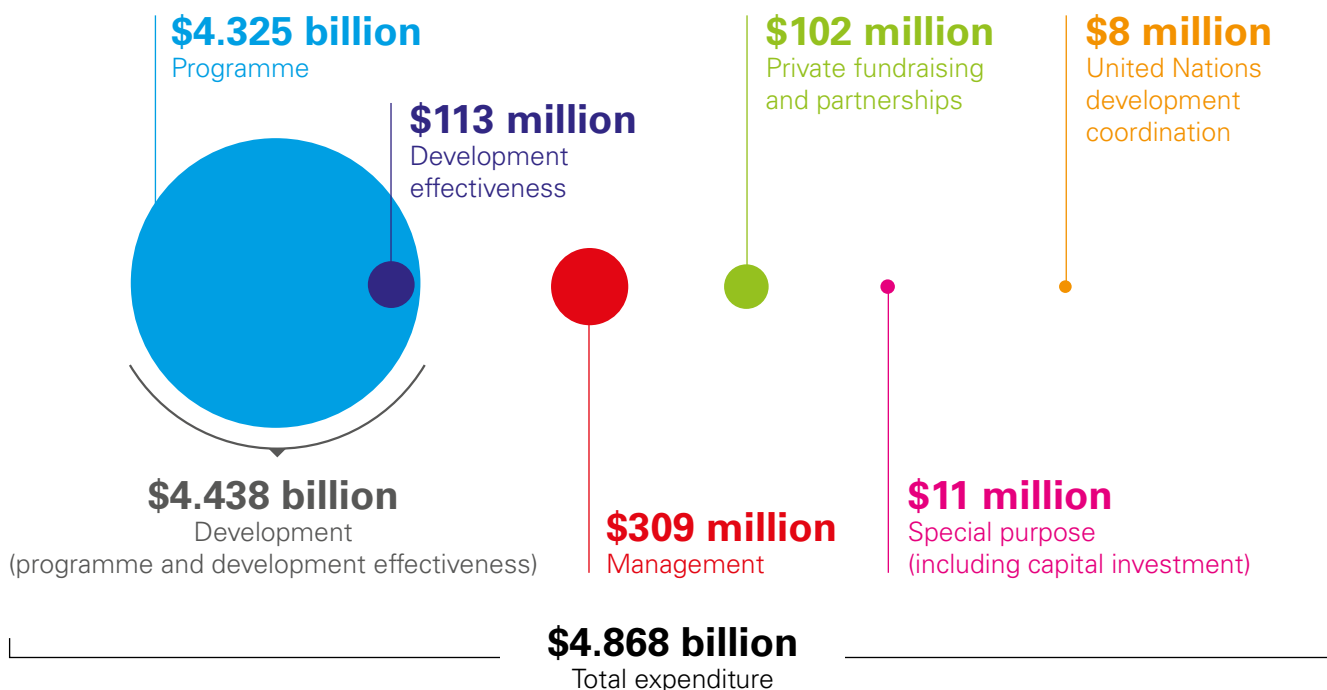 $4.325 billion
Programme
$113 million
Development
effectiveness
$102 million
Private fundraising
and partnerships
$8 million
United Nations
development
coordination
$4.438 billion
Development
(programme and development effectiveness)
$309 million
Management
$11 million
Special purpose
(including capital investment)
$4.868 billion
Total expenditure